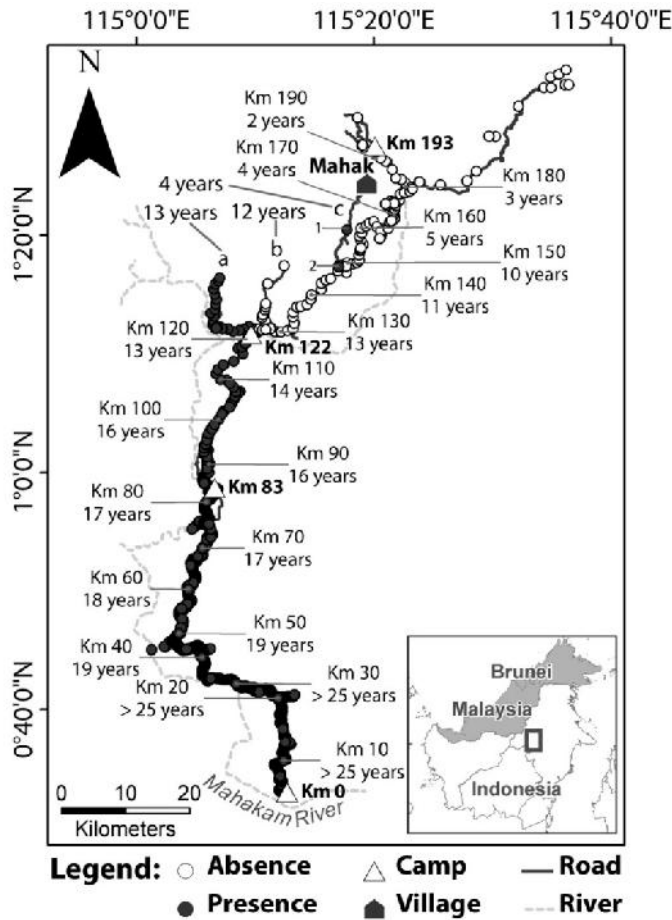 115°0'0"E 115°20'0"E 115°40'0"E
N
Km 190
2 years
Km 193
Km 170
4 years
Mahak
Km 180
3 years
4 years
13 years
12 years
c
1
Km 160
5 years
1°20'0"N
a
b
2
Km 150
10 years
Km 140
11 years
Km 120
13 years
Km 130
13 years
Km 122
Km 110
14 years
Km 100
16 years
Km 90
16 years
1°0'0"N
Km 80
17 years
Km 83
Km 70
17 years
Km 60
18 years
Km 50
19 years
Km 40
19 years
Km 30
> 25 years
Km 20
> 25 years
0°40'0"N
Km 10
> 25 years
Km 0
Mahakam River
0 10 20
Kilometers
Brunei
Malaysia
Indonesia
Legend: Absence Camp Road
Presence Village River